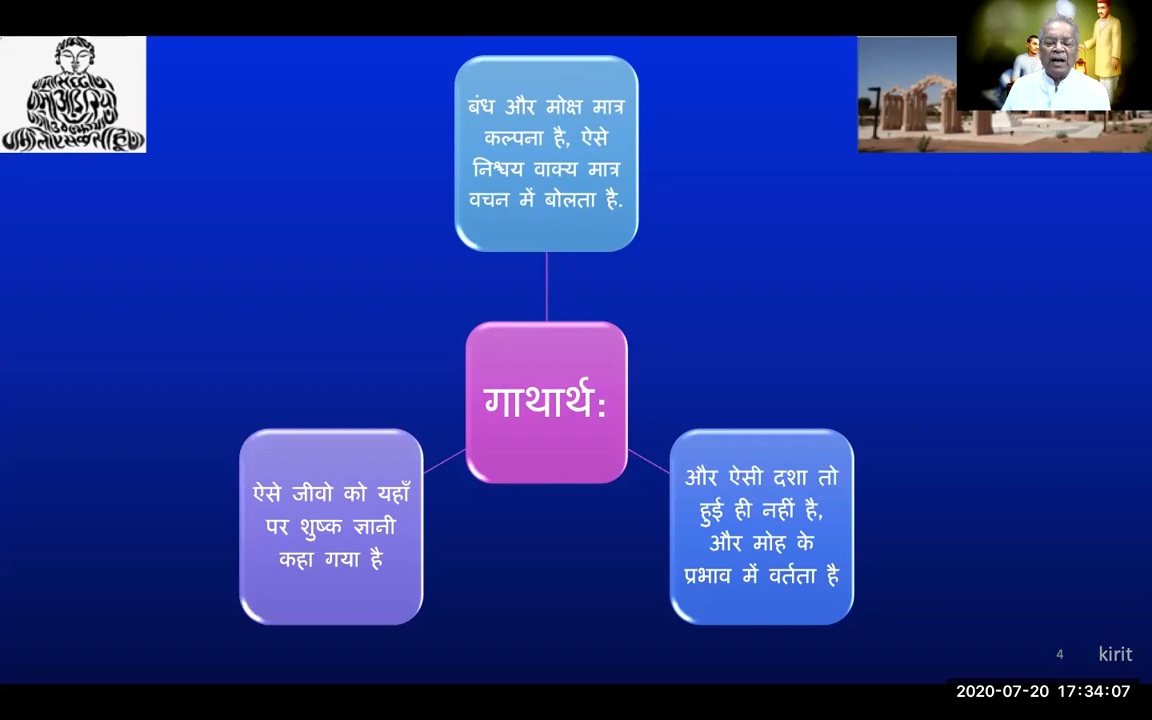 बंध और मोक्ष मात्र
कल्पना है, ऐसे
निश्चय वाक्य मात्र
वचन में बोलता है.
गाथार्थ:
और ऐसी दशा तो
हुई ही नहीं है,
और मोह के
प्रभाव में वर्तता है
ऐसे जीवो को यहाँ
पर शुष्क ज्ञानी
कहा गया है
4 kirit
2020-07-20 17:34:07